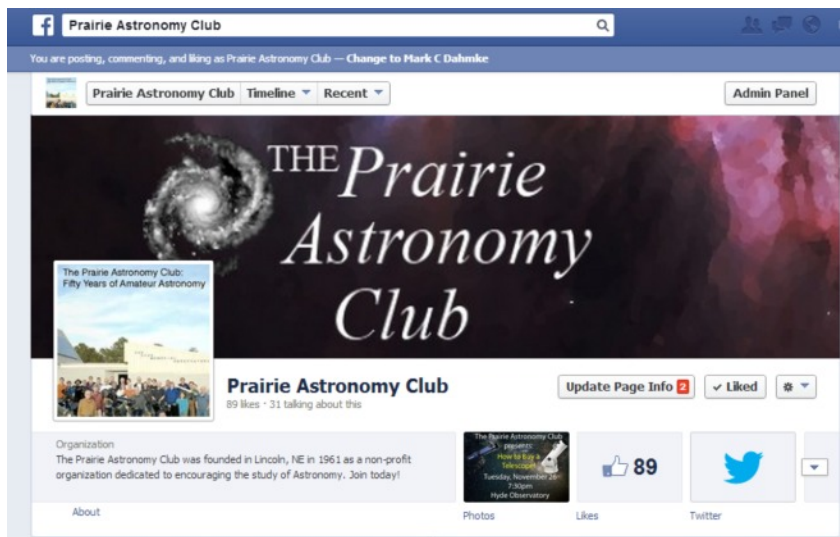 Prairie Astronomy Club
You are posting, commenting, and liking as Prairie Astronomy Club — Change to Mark C Dahmke
Prairie Astronomy Club Timeline Recent Admin Panel
THE Prairie
Astronomy
Club
The Prairie Astronomy Club:
Fifty Years of Amateur Astronomy
Prairie Astronomy Club
89 likes · 31 talking about this
Update Page Info 2 Liked
Organization
The Prairie Astronomy Club was founded in Lincoln, NE in 1961 as a non-profit
organization dedicated to encouraging the study of Astronomy. Join today!
About
The Prairie Astronomy Club
presents:
How to Buy a
Telescope!
Tuesday, November 26
7:30pm
Hyde Observatory
Photos
89
Likes
Twitter